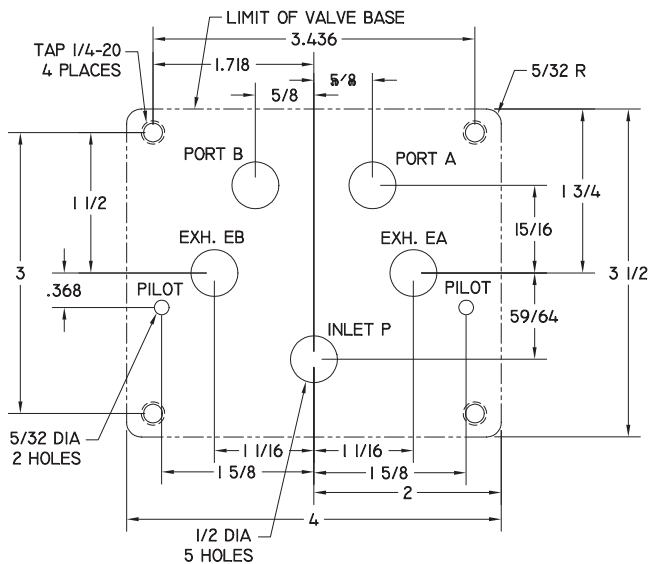 LIMIT OF VALVE BASE
3.436
TAP 1/4-20
4 PLACES
1.718
5/8
5/8
5/32 R
PORT B
PORT A
1 1/2
1 3/4
15/16
EXH. EB
EXH. EA
3
3 1/2
.368
PILOT
PILOT
59/64
INLET P
5/32 DIA
2 HOLES
1 1/16
1 1/16
1 5/8
1 5/8
2
4
1/2 DIA
5 HOLES